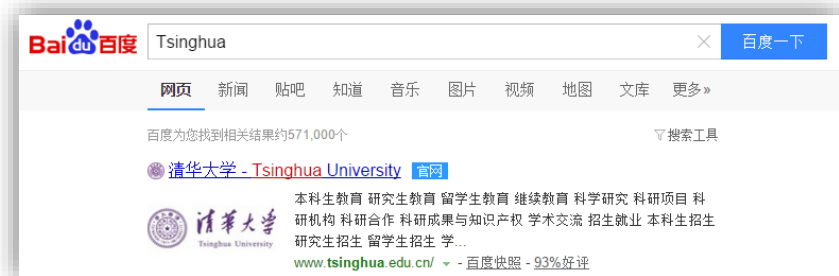 Bai du 百度 Tsinghua 百度一下
网页 新闻 贴吧 知道 音乐 图片 视频 地图 文库 更多»
百度为您找到相关结果约571,000个 搜索工具
清华大学 - Tsinghua University 官网
本科生教育 研究生教育 留学生教育 继续教育 科学研究 科研项目 科
清華大学 研机构 科研合作 科研成果与知识产权 学术交流 招生就业 本科生招生
Tsinghua University 研究生招生 留学生招生 学...
www.tsinghua.edu.cn/ - 百度快照 - 93%好评